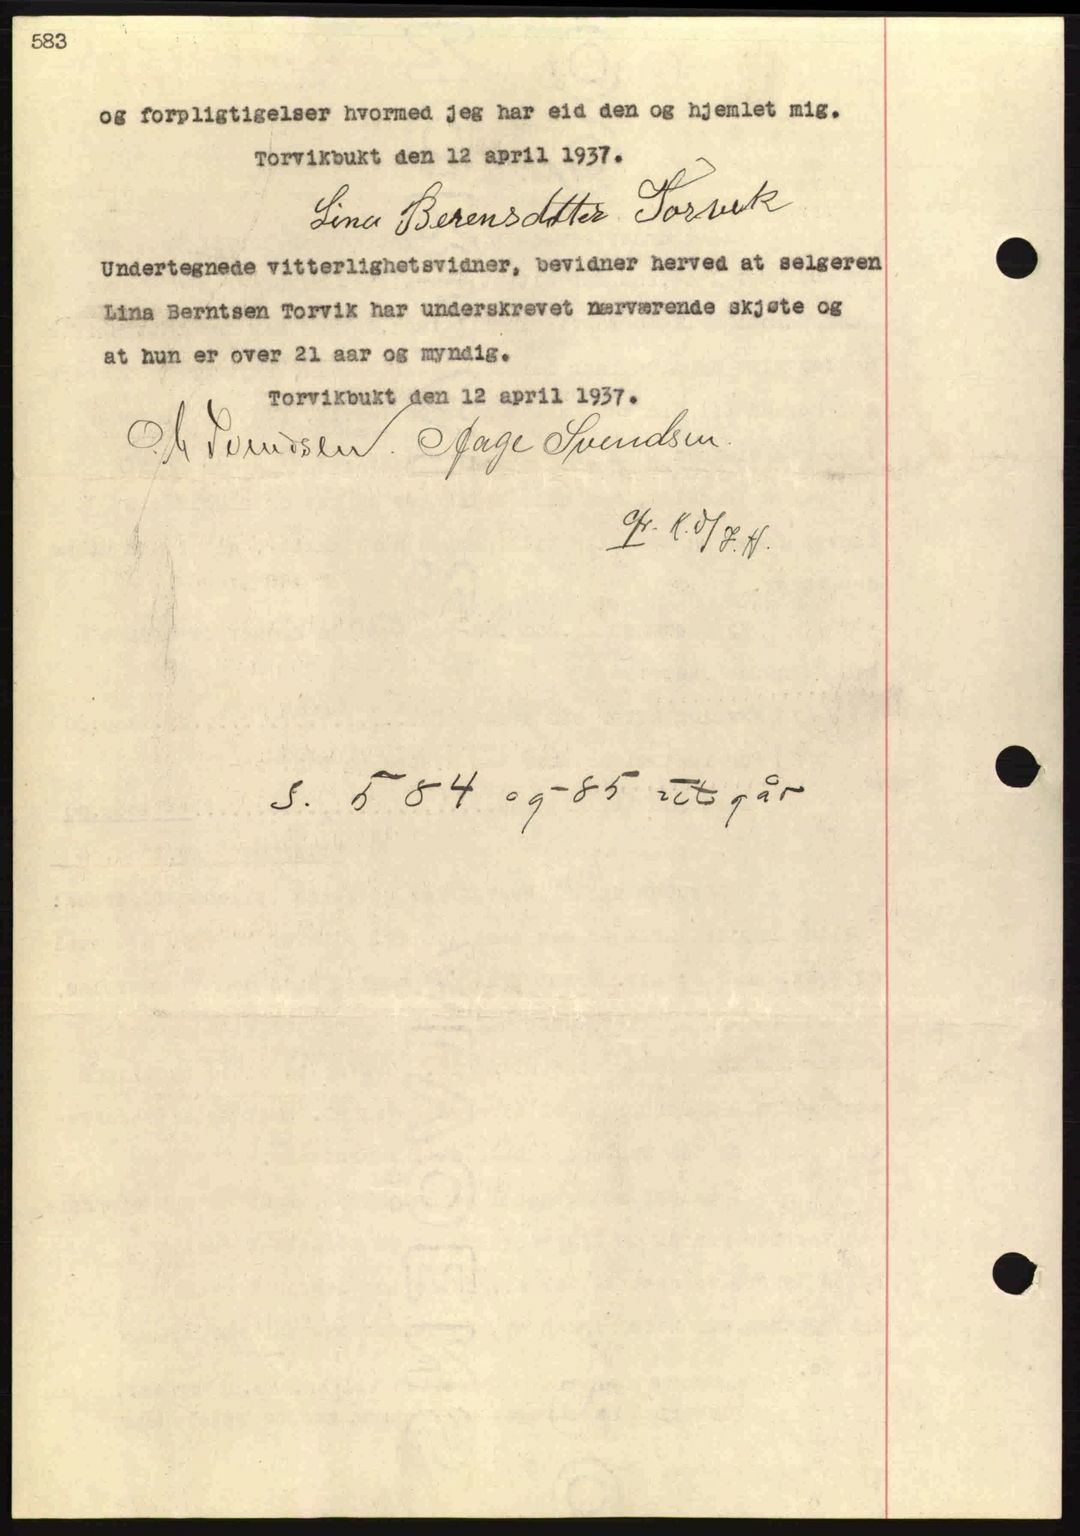 583
og forpligtigelser hvormed jeg har eid den og hjemlet mig.
Torvikbukt den 12 april 1937.
Lina Berensdtter Torvik
Undertegnede vitterlighetsvidner, bevidner herved at selgeren
Lina Berntsen Torvik har underskrevet nærværende skjøte og
at hun er over 21 aar og myndig.
Torvikbukt den 12 april 1937.
Svendsen. Aage Svendsen.
K.V/J.H.
S. 584 og 85 utgår